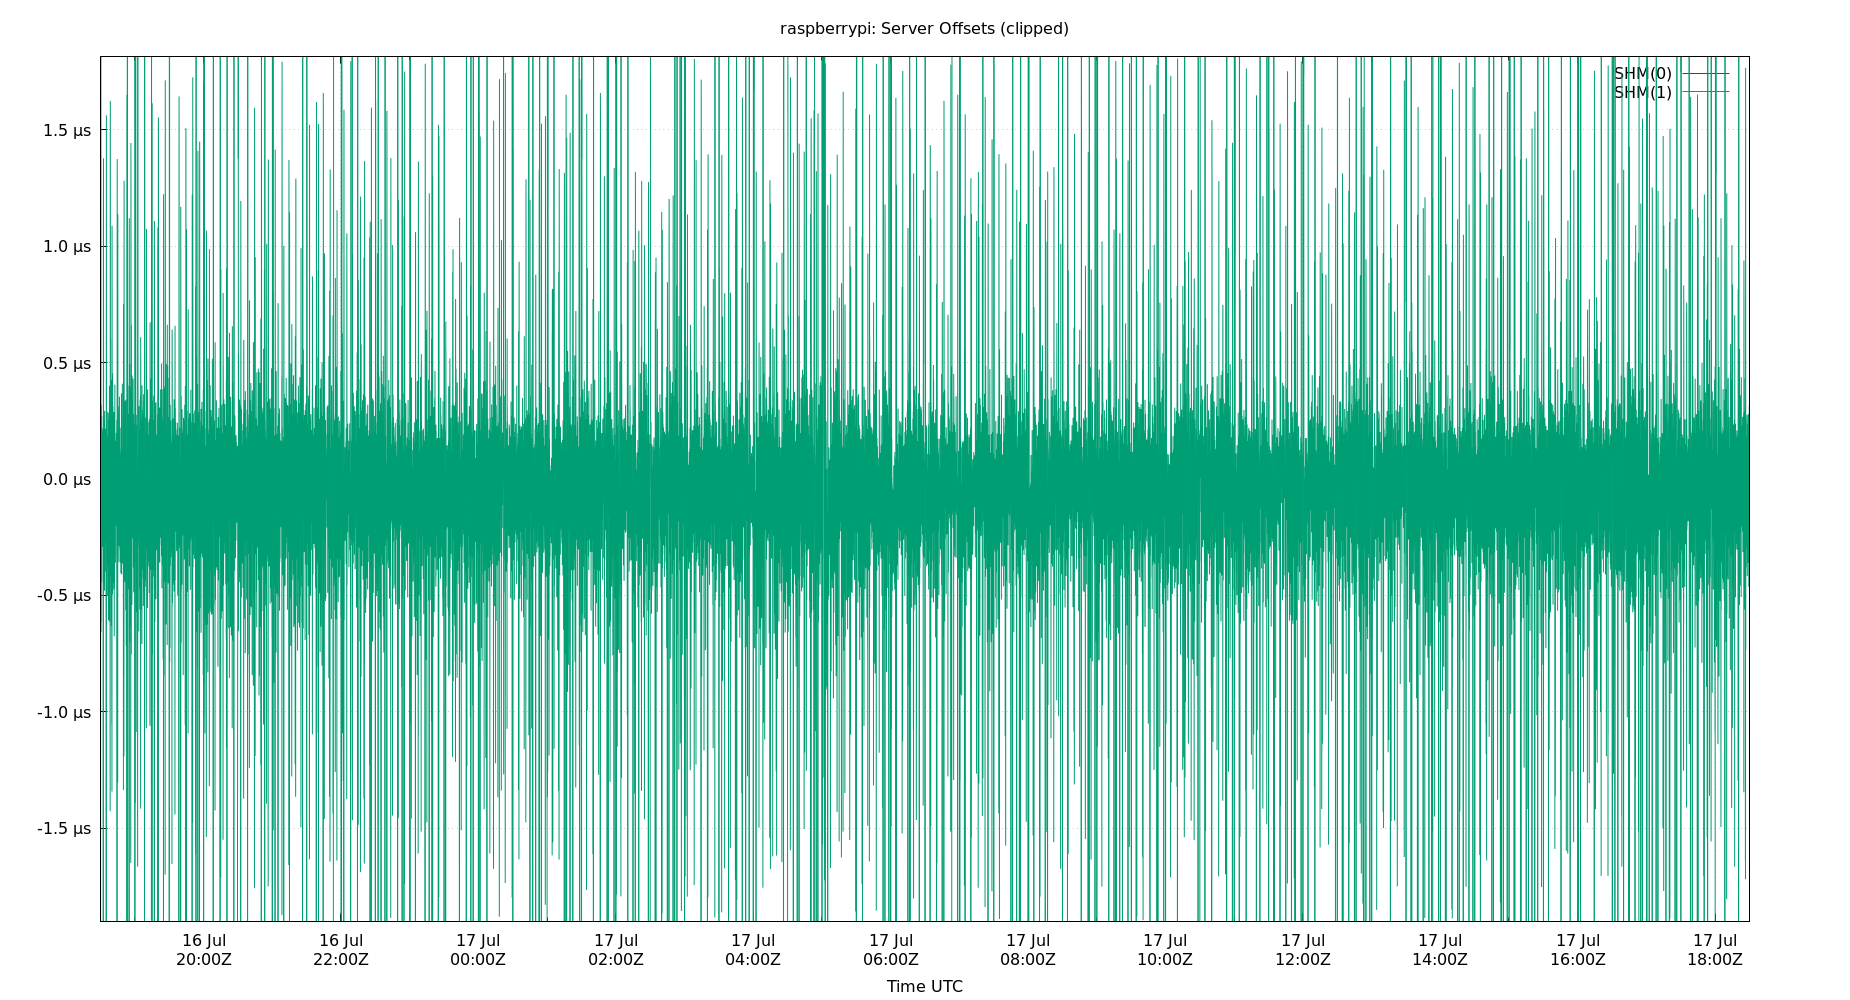 raspberrypi: Server Offsets (clipped)
SHM(0)
SHM(1)
1.5 µs
1.0 µs
0.5 µs
0.0 µs
-0.5 µs
-1.0 µs
-1.5 µs
16 Jul 16 Jul 17 Jul 17 Jul 17 Jul 17 Jul 17 Jul 17 Jul 17 Jul 17 Jul 17 Jul 17 Jul
20:00Z 22:00Z 00:00Z 02:00Z 04:00Z 06:00Z 08:00Z 10:00Z 12:00Z 14:00Z 16:00Z 18:00Z
Time UTC